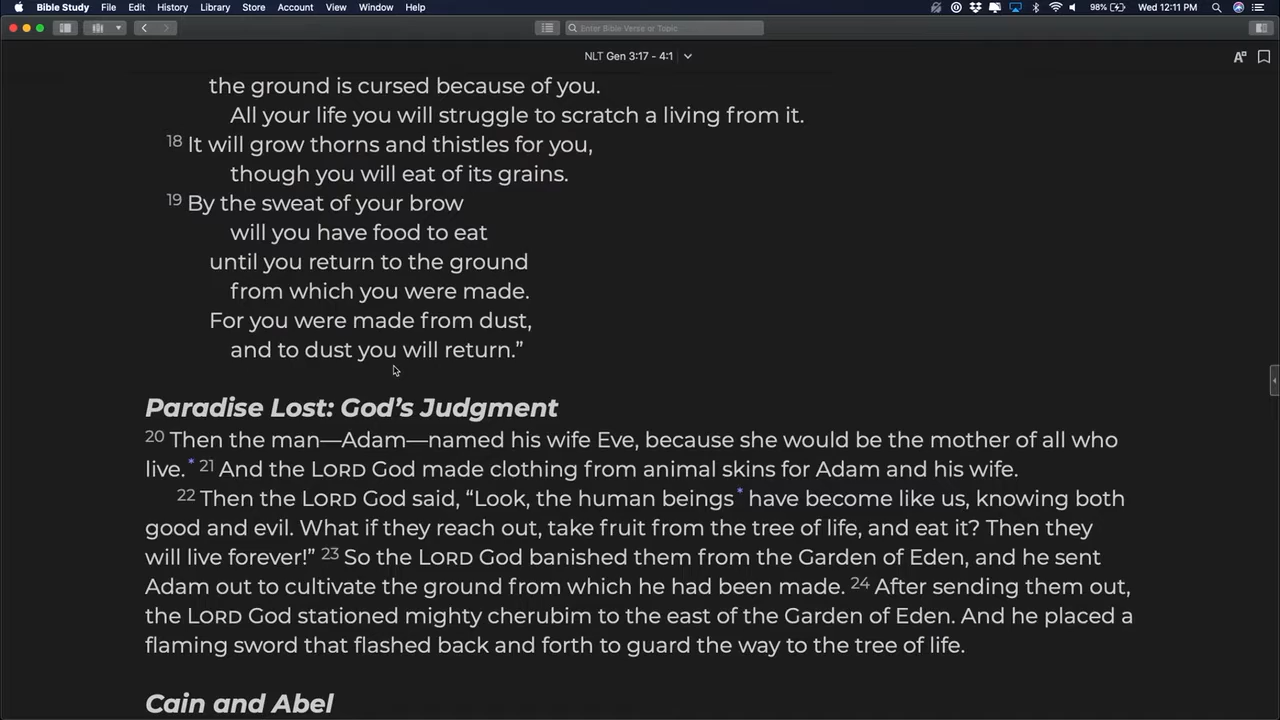 Bible Study File Edit History Library Store Account View Window Help 98% Wed 12:11 PM
Enter Bible Verse or Topic
NLT Gen 3:17 - 4:1
the ground is cursed because of you.
All your life you will struggle to scratch a living from it.
18 It will grow thorns and thistles for you,
though you will eat of its grains.
19 By the sweat of your brow
will you have food to eat
until you return to the ground
from which you were made.
For you were made from dust,
and to dust you will return.”
Paradise Lost: God’s Judgment
20 Then the man—Adam—named his wife Eve, because she would be the mother of all who
live.* 21 And the LORD God made clothing from animal skins for Adam and his wife.
22 Then the LORD God said, “Look, the human beings* have become like us, knowing both
good and evil. What if they reach out, take fruit from the tree of life, and eat it? Then they
will live forever!” 23 So the LORD God banished them from the Garden of Eden, and he sent
Adam out to cultivate the ground from which he had been made. 24 After sending them out,
the LORD God stationed mighty cherubim to the east of the Garden of Eden. And he placed a
flaming sword that flashed back and forth to guard the way to the tree of life.
Cain and Abel